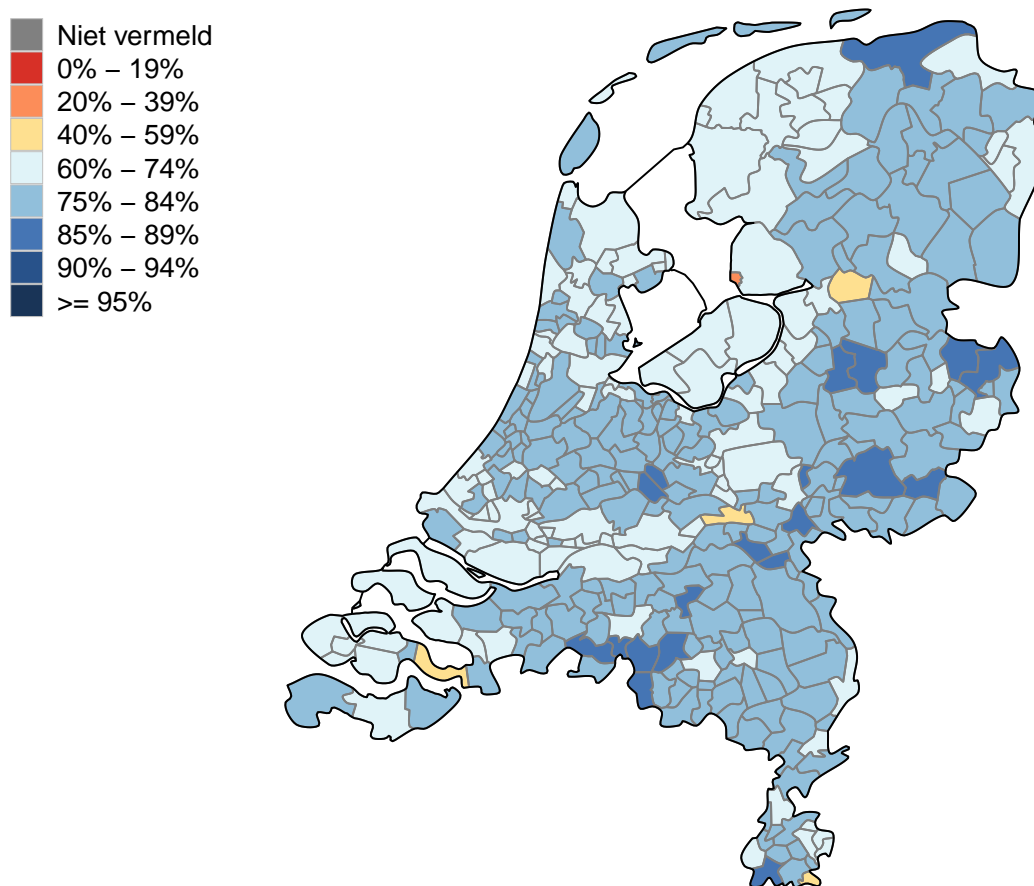 Niet vermeld
0% – 19%
20% – 39%
40% – 59%
60% – 74%
75% – 84%
85% – 89%
90% – 94%
>= 95%